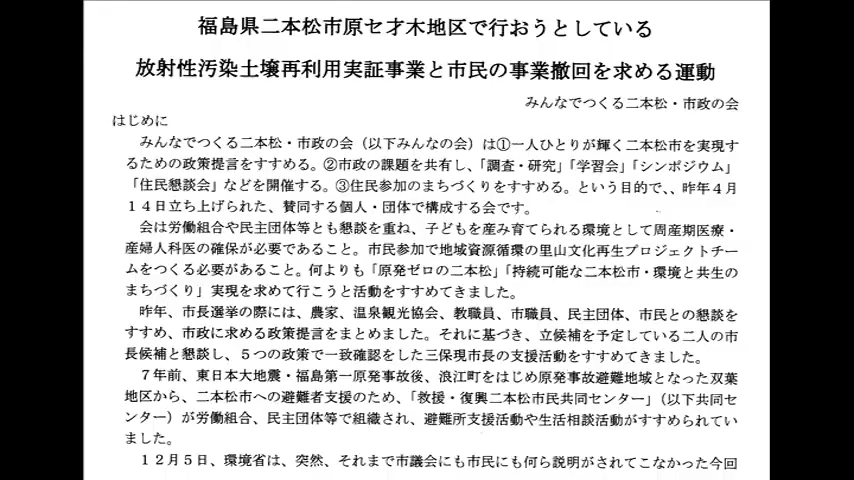 福島県二本松市原セ才木地区で行おうとしている
放射性汚染土壌再利用実証事業と市民の事業撤回を求める運動
みんなでつくる二本松・市政の会
はじめに
みんなでつくる二本松・市政の会（以下みんなの会）は①一人ひとりが輝く二本松市を実現す
るための政策提言をすすめる。②市政の課題を共有し、「調査・研究」「学習会」「シンポジウム」
「住民懇談会」などを開催する。③住民参加のまちづくりをすすめる。という目的で、、昨年４月
１４日立ち上げられた、賛同する個人・団体で構成する会です。
会は労働組合や民主団体等とも懇談を重ね、子どもを産み育てられる環境として周産期医療・
産婦人科医の確保が必要であること。市民参加で地域資源循環の里山文化再生プロジェクトチー
ムをつくる必要があること。何よりも「原発ゼロの二本松」「持続可能な二本松市・環境と共生の
まちづくり」実現を求めて行こうと活動をすすめてきました。
昨年、市長選挙の際には、農家、温泉観光協会、教職員、市職員、民主団体、市民との懇談を
すすめ、市政に求める政策提言をまとめました。それに基づき、立候補を予定している二人の市
長候補と懇談し、５つの政策で一致確認をした三保現市長の支援活動をすすめてきました。
７年前、東日本大地震・福島第一原発事故後、浪江町をはじめ原発事故避難地域となった双葉
地区から、二本松市への避難者支援のため、「救援・復興二本松市民共同センター」（以下共同セ
ンター）が労働組合、民主団体等で組織され、避難所支援活動や生活相談活動がすすめられてい
ました。
１２月５日、環境省は、突然、それまで市議会にも市民にも何ら説明がされてこなかった今回